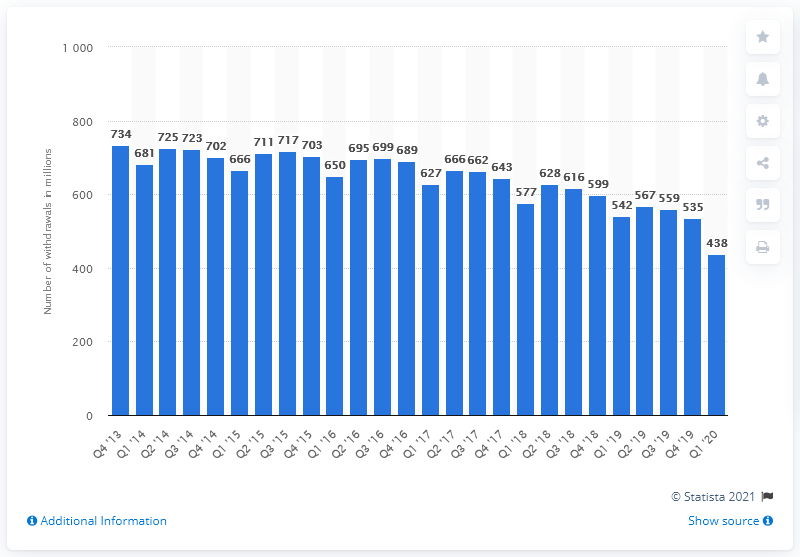 Number of withdrawals in millions
1 000
800
600
400
200
0
734 681 725 723 702 666 711 717 703 650 695 699 689 627 666 662 643 577 628 616 599 542 567 559 535 438
Q4 '13 Q1 '14 Q2 '14 Q3 '14 Q4 '14 Q1 '15 Q2 '15 Q3 '15 Q4 '15 Q1 '16 Q2 '16 Q3 '16 Q4 '16 Q1 '17 Q2 '17 Q3 '17 Q4 '17 Q1 '18 Q2 '18 Q3 '18 Q4 '18 Q1 '19 Q2 '19 Q3 '19 Q4 '19 Q1 '20
© Statista 2021
Additional Information
Show source